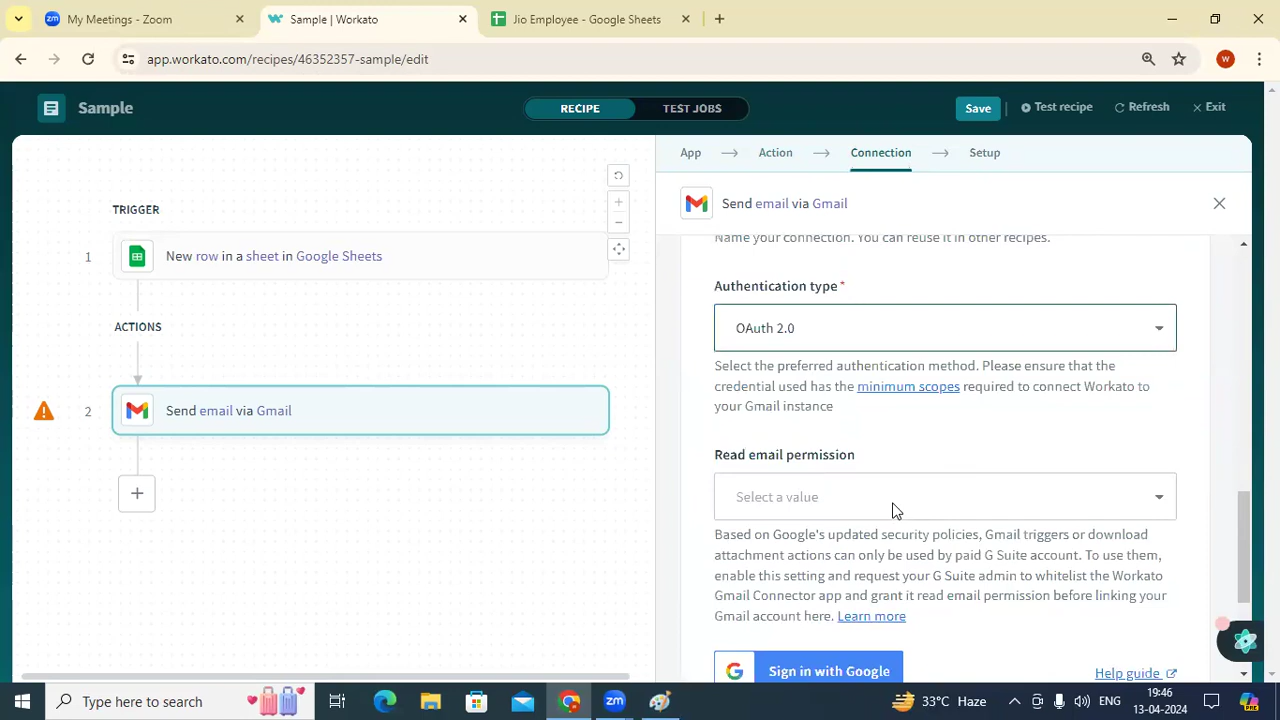 My Meetings - Zoom
Sample | Workato
Jio Employee - Google Sheets
app.workato.com/recipes/46352357-sample/edit
W
Sample
RECIPE
TEST JOBS
Save
Test recipe
Refresh
Exit
App
Action
Connection
Setup
Send email via Gmail
TRIGGER
1
New row in a sheet in Google Sheets
ACTIONS
2
Send email via Gmail
Name your connection. You can reuse it in other recipes.
Authentication type*
OAuth 2.0
Select the preferred authentication method. Please ensure that the
credential used has the minimum scopes required to connect Workato to
your Gmail instance
Read email permission
Select a value
Based on Google's updated security policies, Gmail triggers or download
attachment actions can only be used by paid G Suite account. To use them,
enable this setting and request your G Suite admin to whitelist the Workato
Gmail Connector app and grant it read email permission before linking your
Gmail account here. Learn more
Sign in with Google
Help guide
Type here to search
33°C Haze
ENG
19:46
13-04-2024